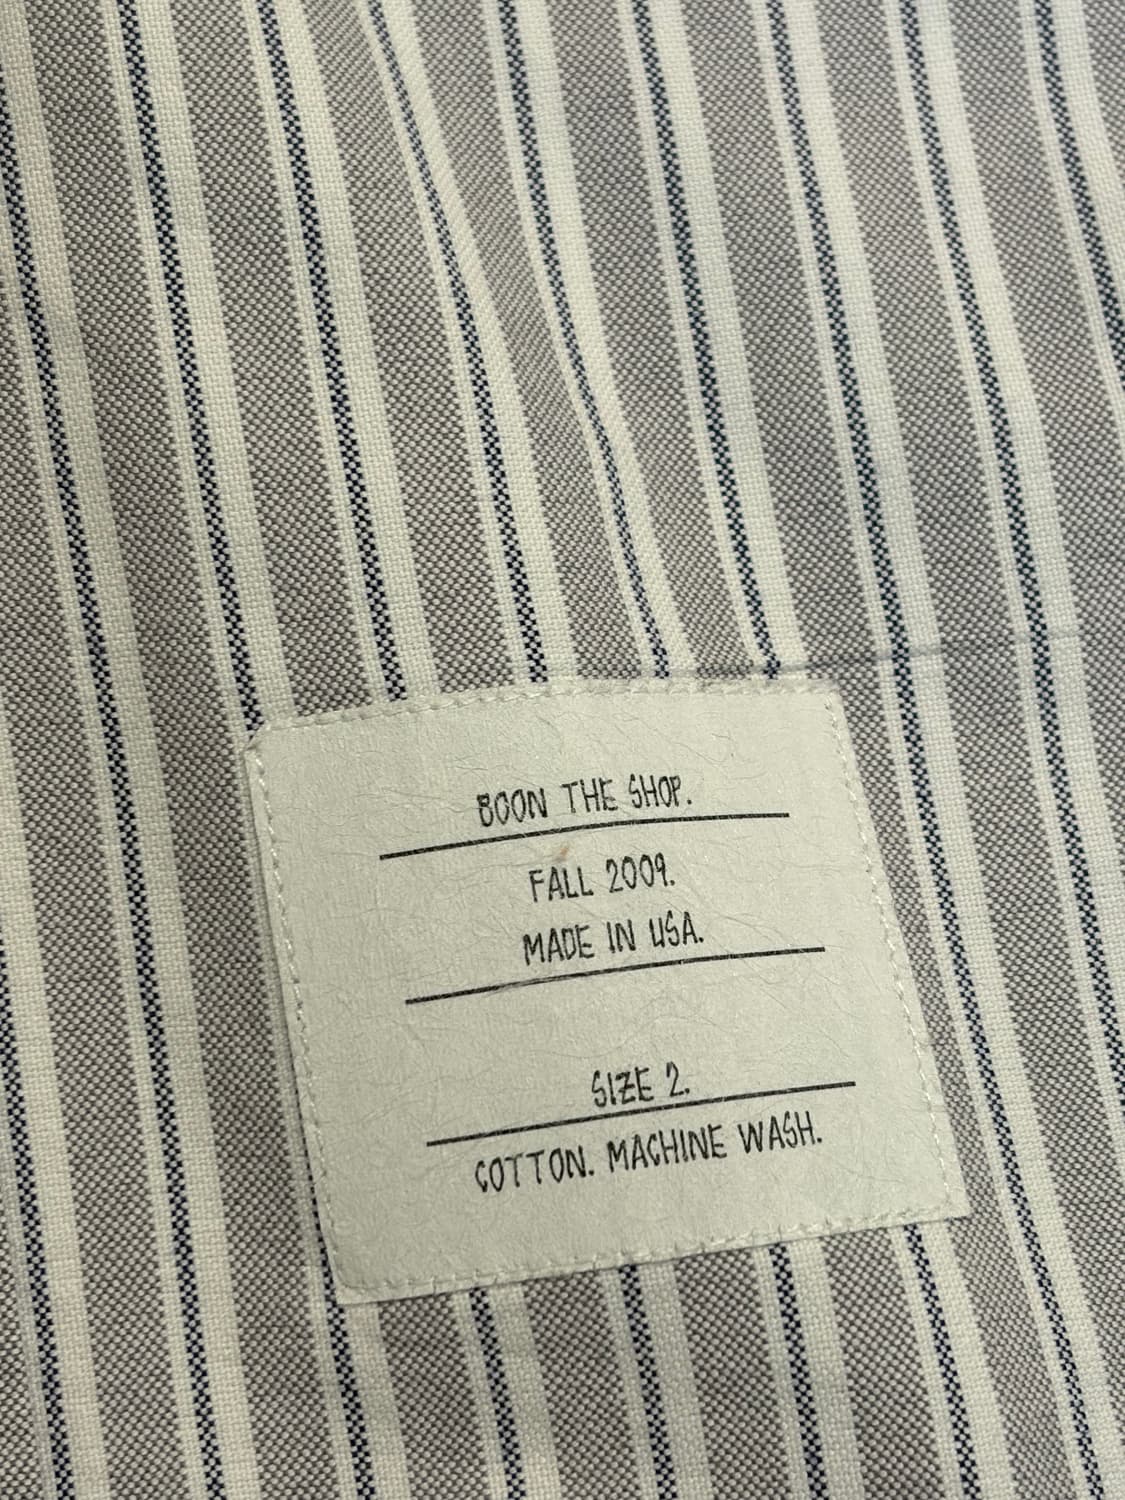 BOON THE SHOP.
FALL 2009.
MADE IN USA.
SIZE 2.
COTTON. MACHINE WASH.